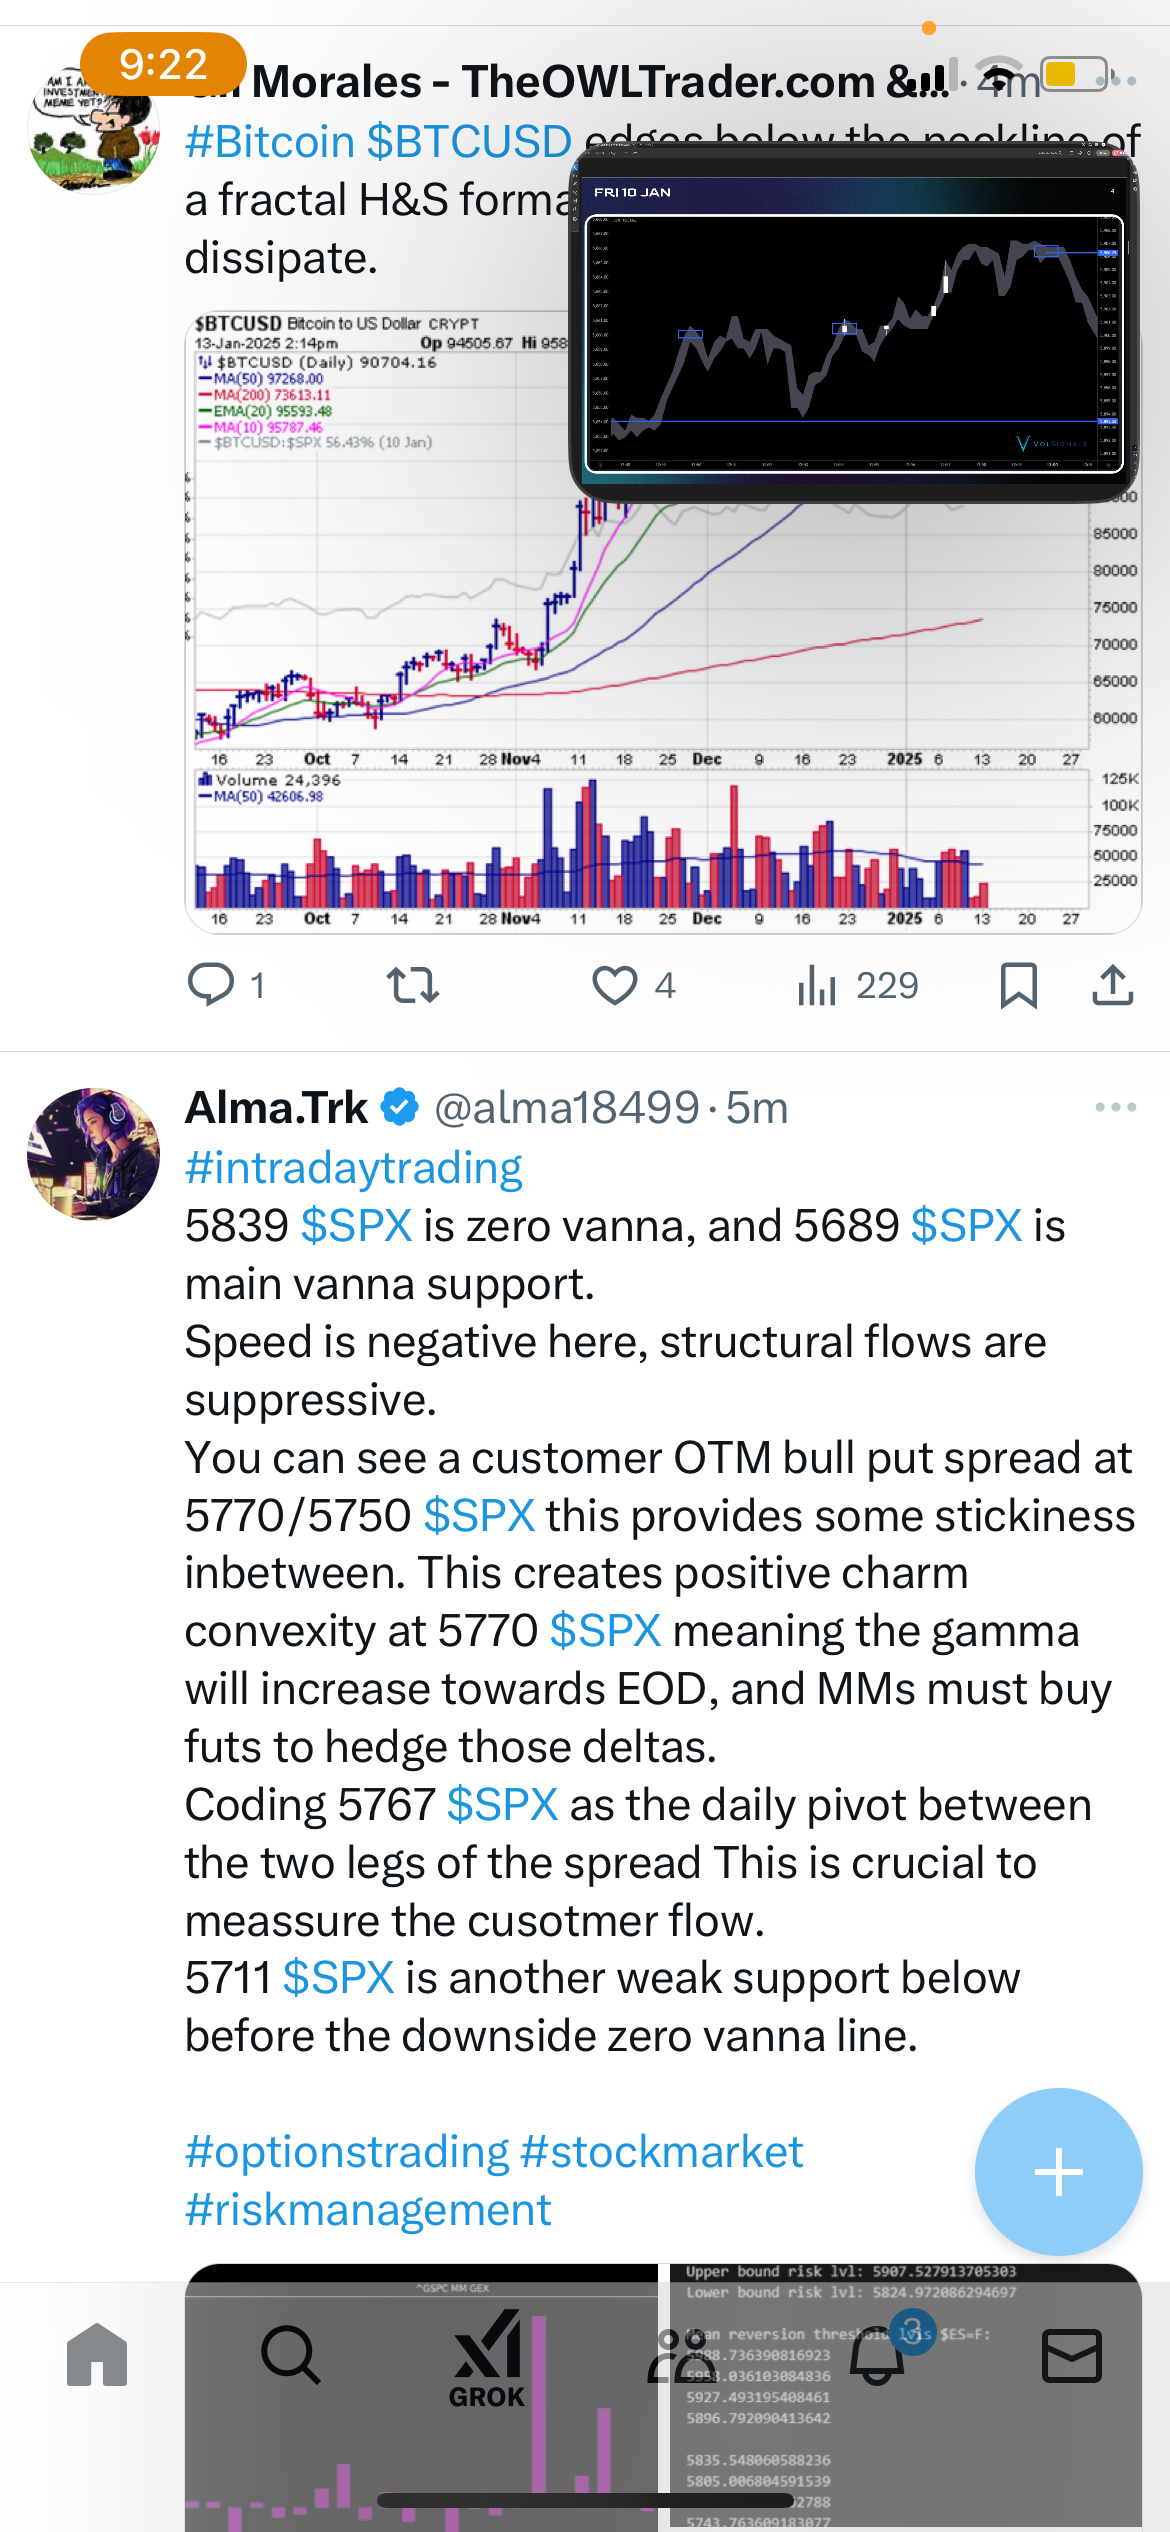 9:22
Morales - TheOWLTrader.com &... · 4m
#Bitcoin $BTCUSD edges below the neckline of
a fractal H&S forma
dissipate.
AM I A
INVESTMENT
MEME YET?
FRI 10 JAN
4
VOLSIGNALS
$BTCUSD Bitcoin to US Dollar CRYPT
13-Jan-2025 2:14pm Op 94505.67 Hi 958
$BTCUSD (Daily) 90704.16
MA(50) 97268.00
MA(200) 73613.11
EMA(20) 95593.48
MA(10) 95787.46
$BTCUSD:$SPX 56.43% (10 Jan)
85000
80000
75000
70000
65000
60000
16 23 Oct 7 14 21 28 Nov4 11 18 25 Dec 9 16 23 2025 6 13 20 27
Volume 24,396
MA(50) 42606.98
125K
100K
75000
50000
25000
16 23 Oct 7 14 21 28 Nov4 11 18 25 Dec 9 16 23 2025 6 13 20 27
1 4 229
Alma.Trk @alma18499 · 5m
#intradaytrading
5839 $SPX is zero vanna, and 5689 $SPX is
main vanna support.
Speed is negative here, structural flows are
suppressive.
You can see a customer OTM bull put spread at
5770/5750 $SPX this provides some stickiness
inbetween. This creates positive charm
convexity at 5770 $SPX meaning the gamma
will increase towards EOD, and MMs must buy
futs to hedge those deltas.
Coding 5767 $SPX as the daily pivot between
the two legs of the spread This is crucial to
meassure the cusotmer flow.
5711 $SPX is another weak support below
before the downside zero vanna line.
#optionstrading #stockmarket
#riskmanagement
^GSPC MM GEX
Upper bound risk lvl: 5907.527913705303
Lower bound risk lvl: 5824.972086294697
Mean reversion threshold lvls $ES=F:
5988.736390816923
5958.036103084836
5927.493195408461
5896.792090413642
5835.548060588236
5805.006804591539
2788
5743.763609183077
GROK
3